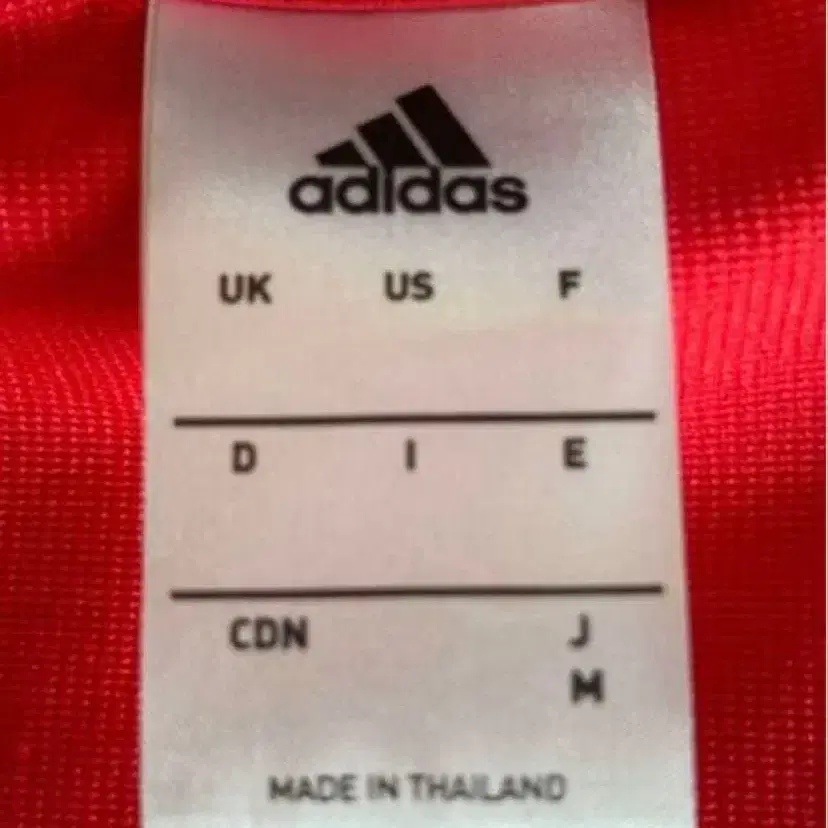 adidas
UK US F
D I E
CDN J
M
MADE IN THAILAND